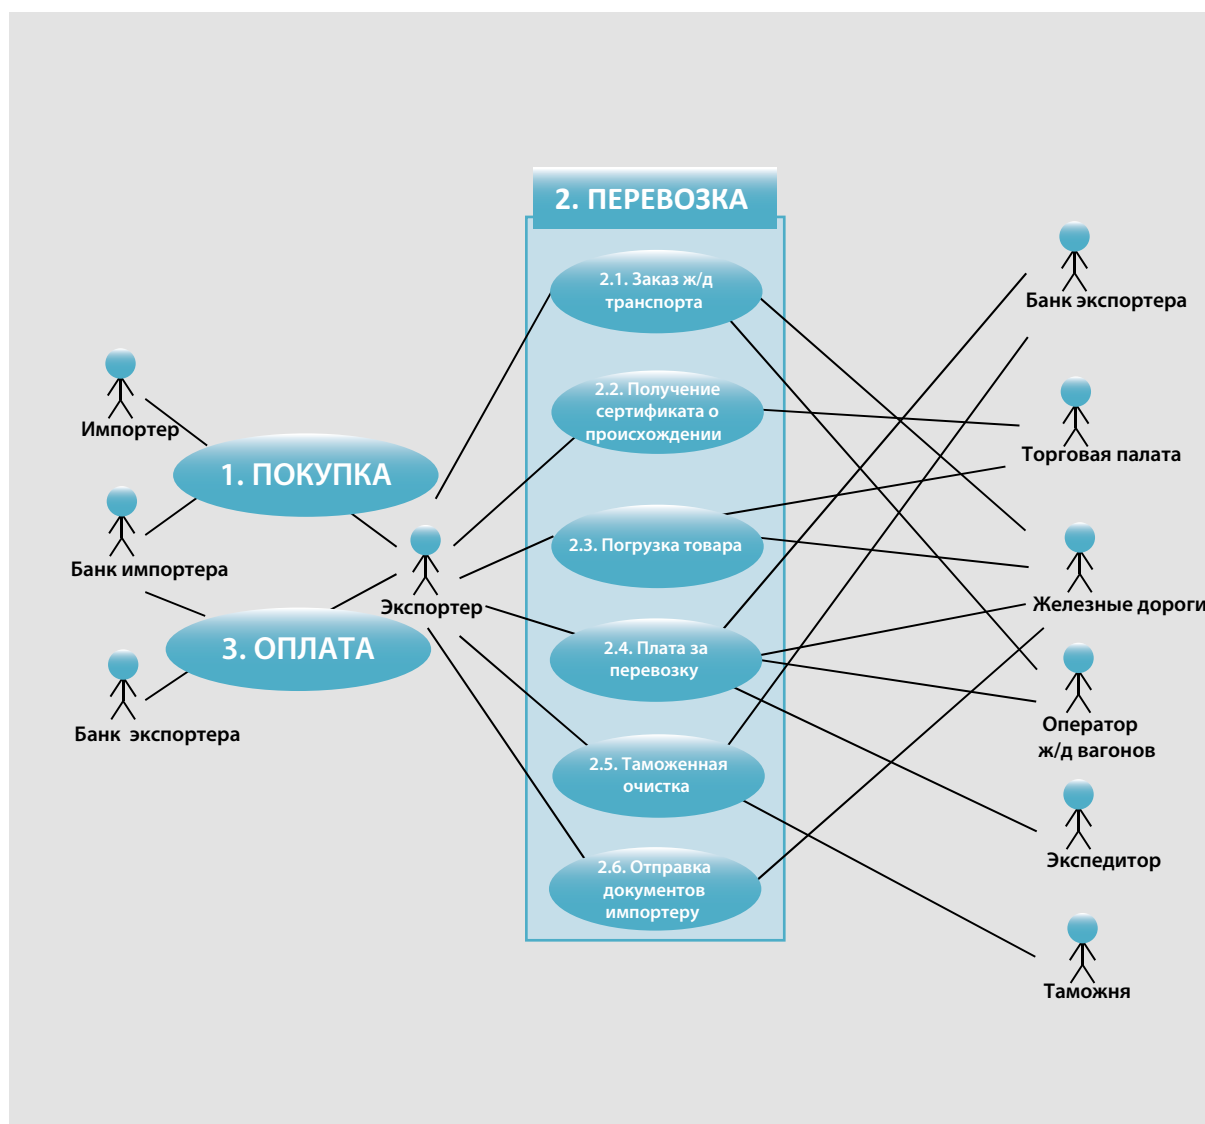 2. ПЕРЕВОЗКА
2.1. Заказ ж/д
транспорта
2.2. Получение
сертификата о
происхождении
2.3. Погрузка товара
2.4. Плата за
перевозку
2.5. Таможенная
очистка
2.6. Отправка
документов
импортеру
Импортер
1. ПОКУПКА
Банк импортера
Экспортер
3. ОПЛАТА
Банк экспортера
Банк экспортера
Торговая палата
Железные дороги
Оператор
ж/д вагонов
Экспедитор
Таможня